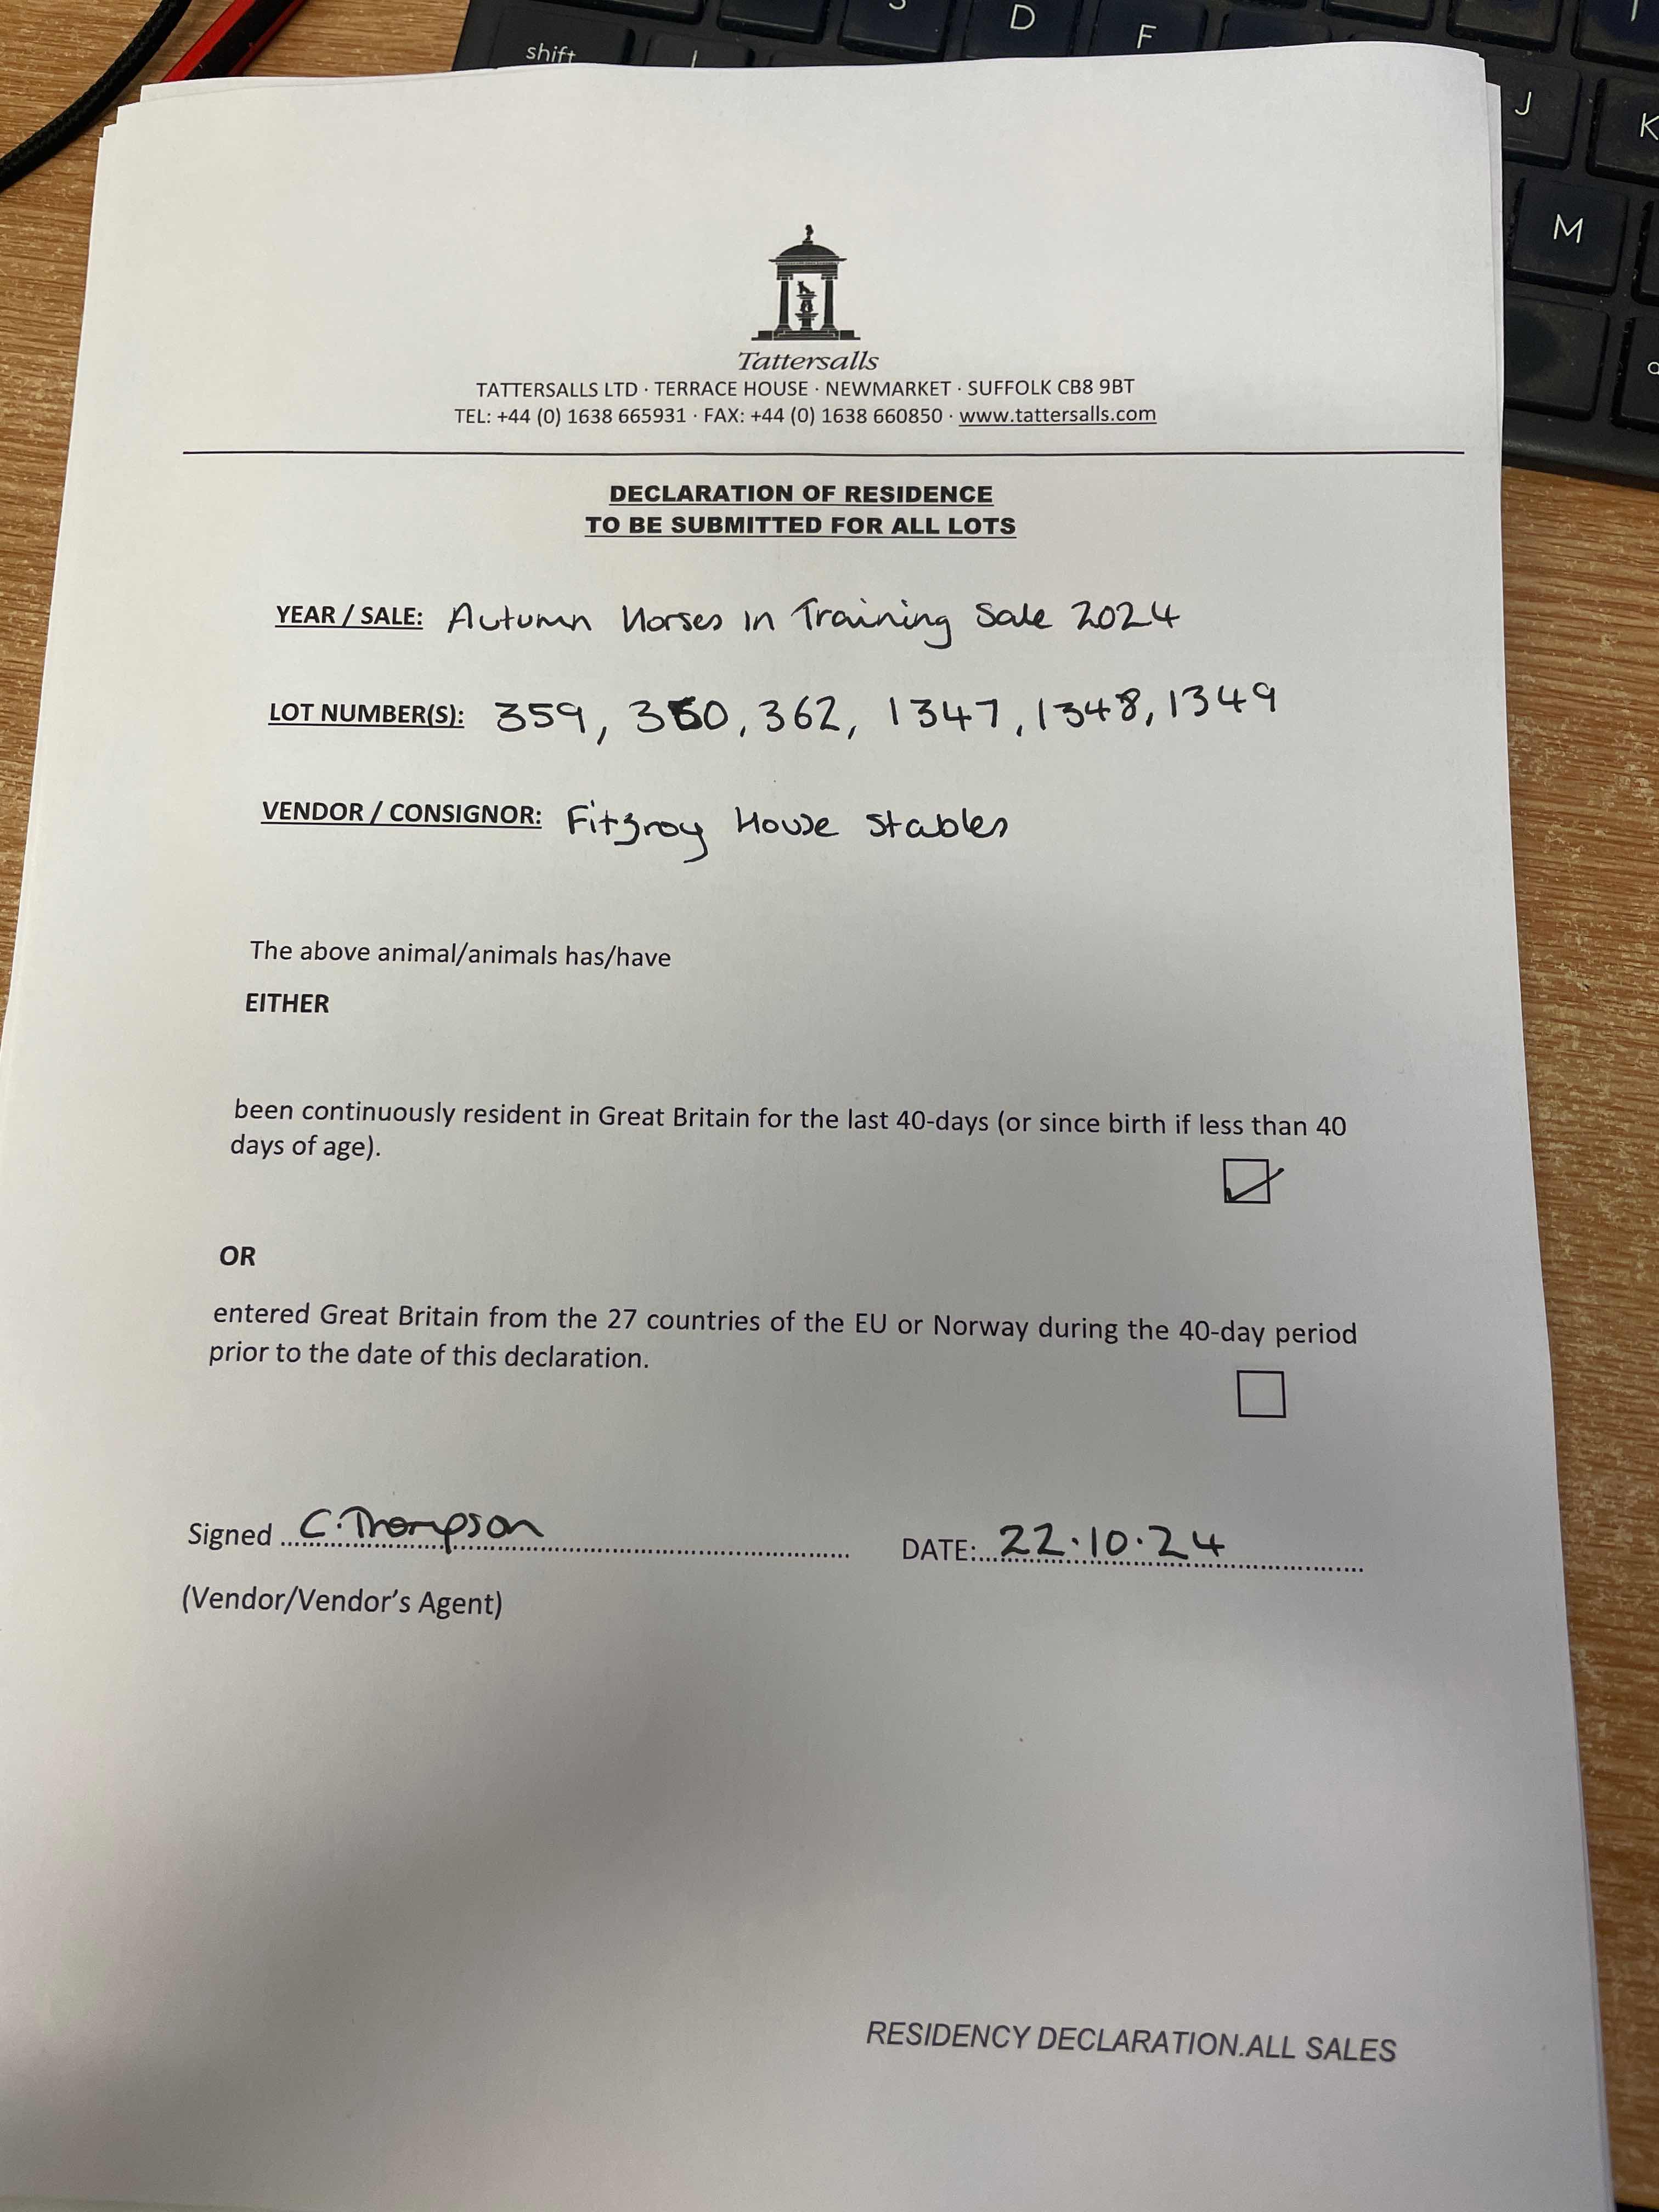 S
D
F
shift
J
K
M
Tattersalls
TATTERSALLS LTD · TERRACE HOUSE · NEWMARKET · SUFFOLK CB8 9BT
TEL: +44 (0) 1638 665931 · FAX: +44 (0) 1638 660850 · www.tattersalls.com
DECLARATION OF RESIDENCE
TO BE SUBMITTED FOR ALL LOTS
YEAR / SALE: Autumn Horses in Training Sale 2024
LOT NUMBER(S): 359, 360, 362, 1347, 1348, 1349
VENDOR / CONSIGNOR: Fitzroy House Stables
The above animal/animals has/have
EITHER
been continuously resident in Great Britain for the last 40-days (or since birth if less than 40
days of age).
OR
entered Great Britain from the 27 countries of the EU or Norway during the 40-day period
prior to the date of this declaration.
Signed C.Thompson DATE: 22.10.24
(Vendor/Vendor's Agent)
RESIDENCY DECLARATION.ALL SALES